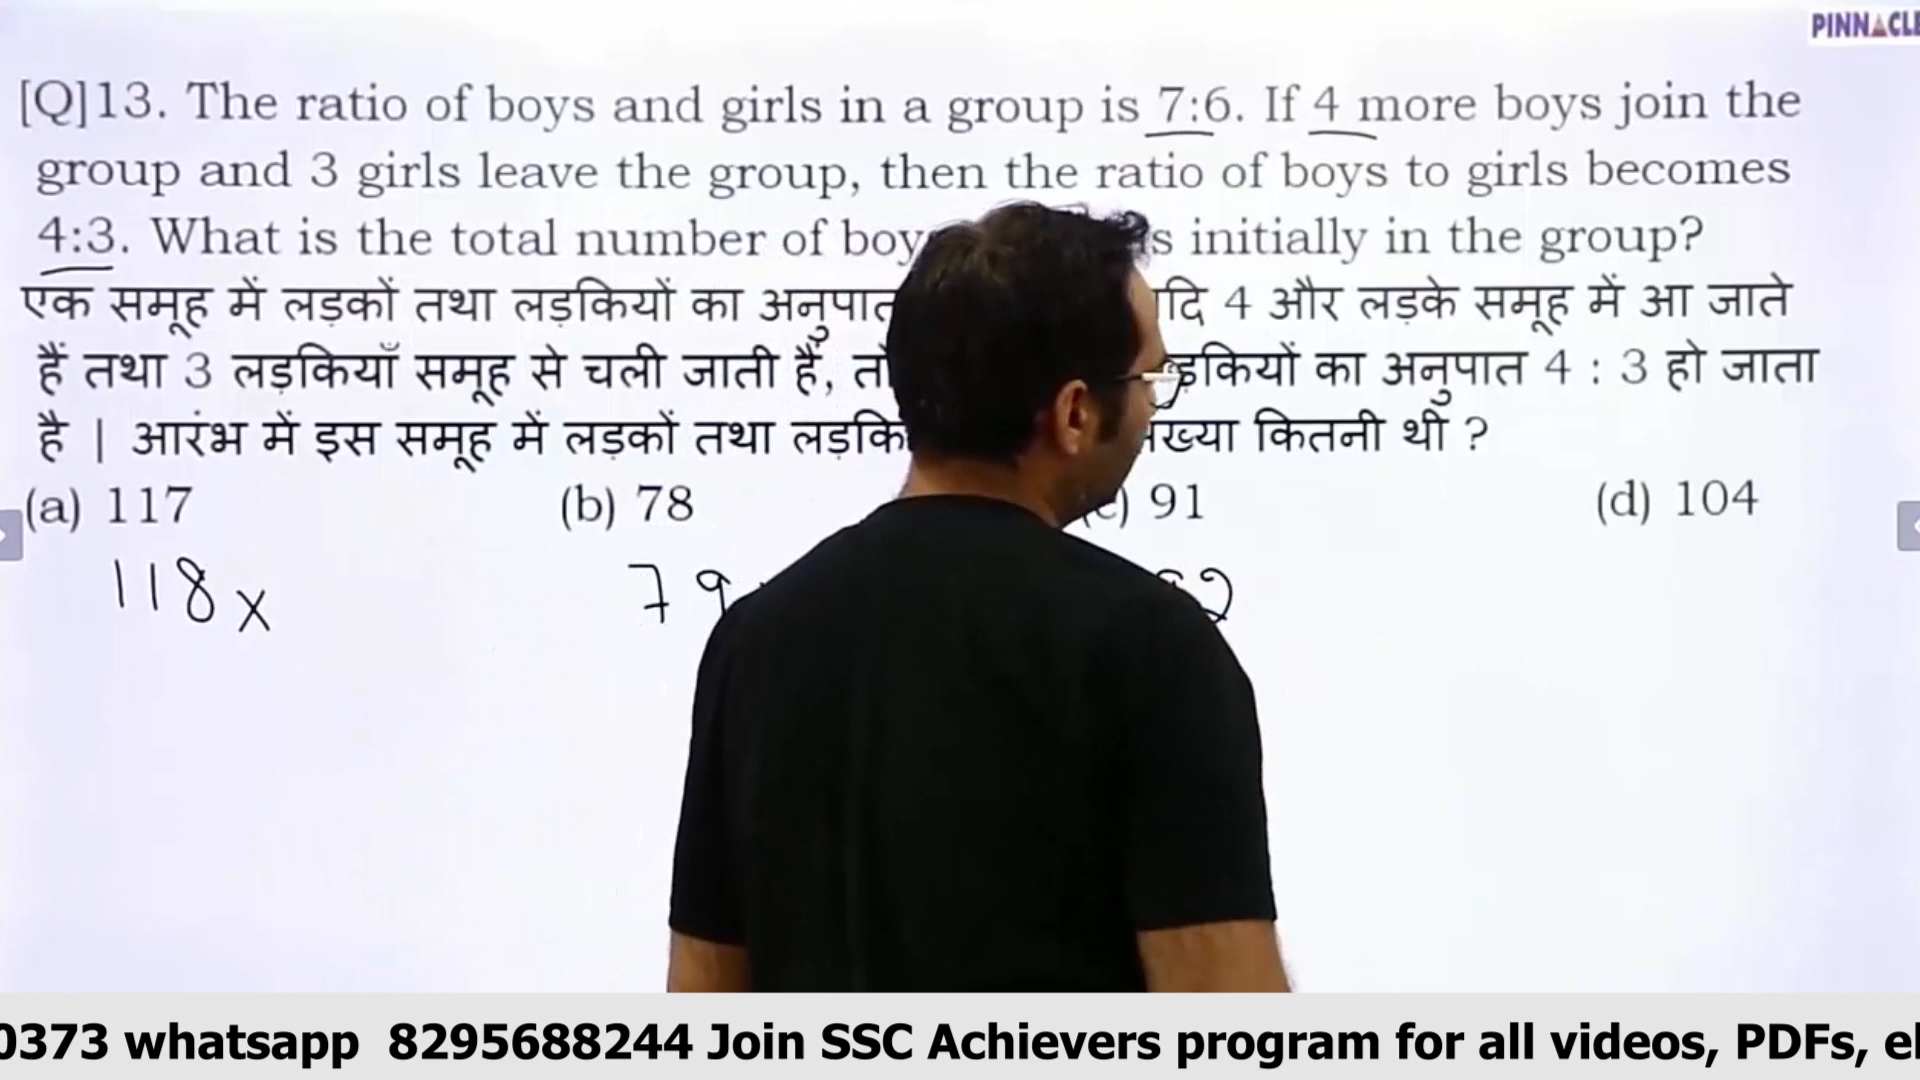 PINNACLE
[Q]13. The ratio of boys and girls in a group is 7:6. If 4 more boys join the
group and 3 girls leave the group, then the ratio of boys to girls becomes
4:3. What is the total number of initially in the group?
एक समूह में लड़कों तथा लड़कियों का अनुपात 4 और लड़के समूह में आ जाते
हैं तथा 3 लड़कियाँ समूह से चली जाती हैं, का अनुपात 4 : 3 हो जाता
है | आरंभ में इस समूह में लड़कों तथा कितनी थी ?
(a) 117 (b) 78 91 (d) 104
118 x 79
0373 whatsapp 8295688244 Join SSC Achievers program for all videos, PDFs,